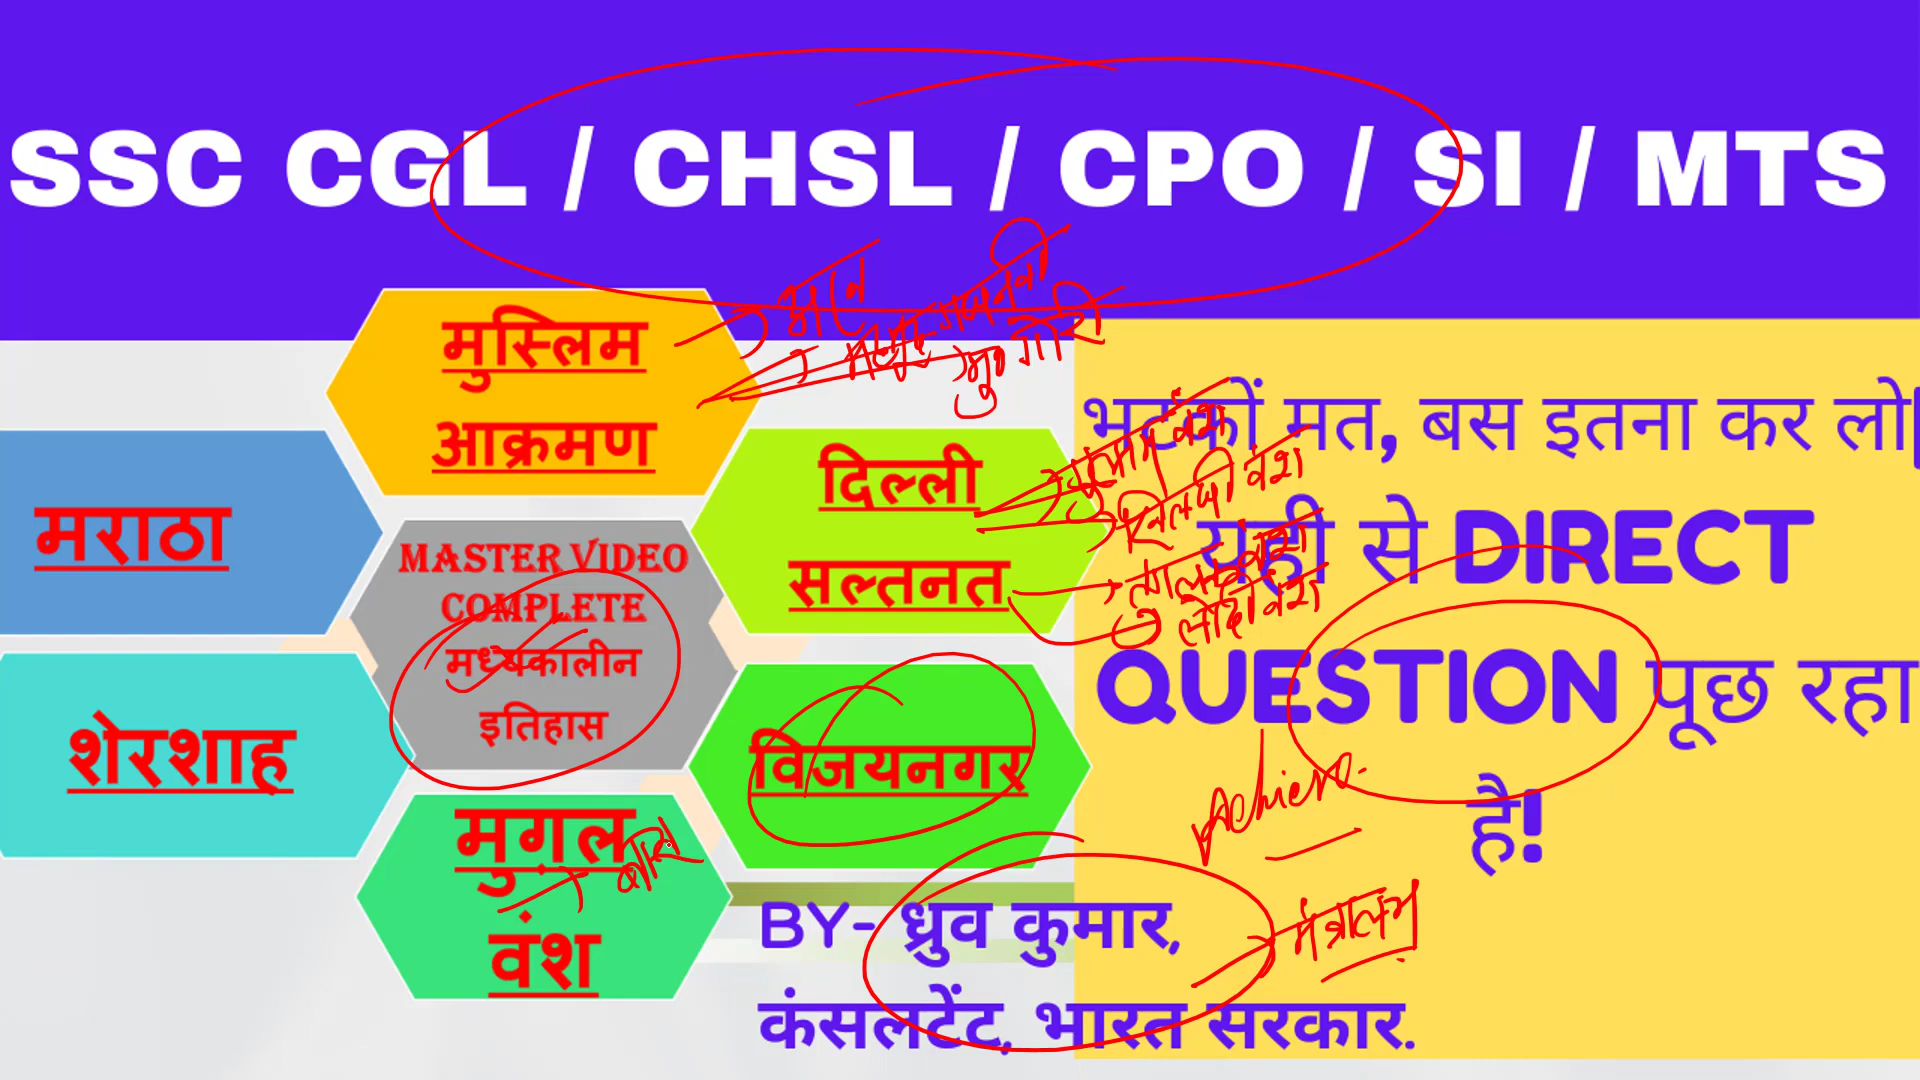 SSC CGL / CHSL / CPO / SI / MTS
मुस्लिम
आक्रमण
मराठा
दिल्ली
सल्तनत
MASTER VIDEO
COMPLETE
मध्यकालीन
इतिहास
शेरशाह
विजयनगर
मुगल
वंश
भटकों मत, बस इतना कर लो
यही से DIRECT
QUESTION पूछ रहा
है!
BY- ध्रुव कुमार,
कंसलटेंट, भारत सरकार.
गुलाम वंश
खिलजी वंश
लोदी वंश